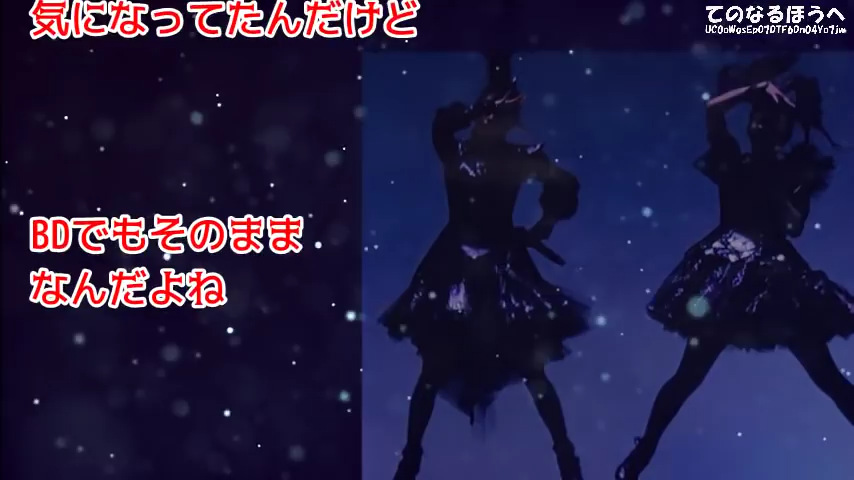 気になってたんだけど
てのなるほうへ
BDでもそのまま
なんだよね